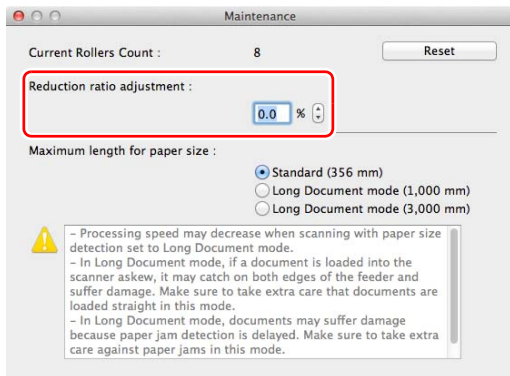 Maintenance
Current Rollers Count : 8 Reset
Reduction ratio adjustment :
0.0 %
Maximum length for paper size :
Standard (356 mm)
Long Document mode (1,000 mm)
Long Document mode (3,000 mm)
– Processing speed may decrease when scanning with paper size
detection set to Long Document mode.
– In Long Document mode, if a document is loaded into the
scanner askew, it may catch on both edges of the feeder and
suffer damage. Make sure to take extra care that documents are
loaded straight in this mode.
– In Long Document mode, documents may suffer damage
because paper jam detection is delayed. Make sure to take extra
care against paper jams in this mode.